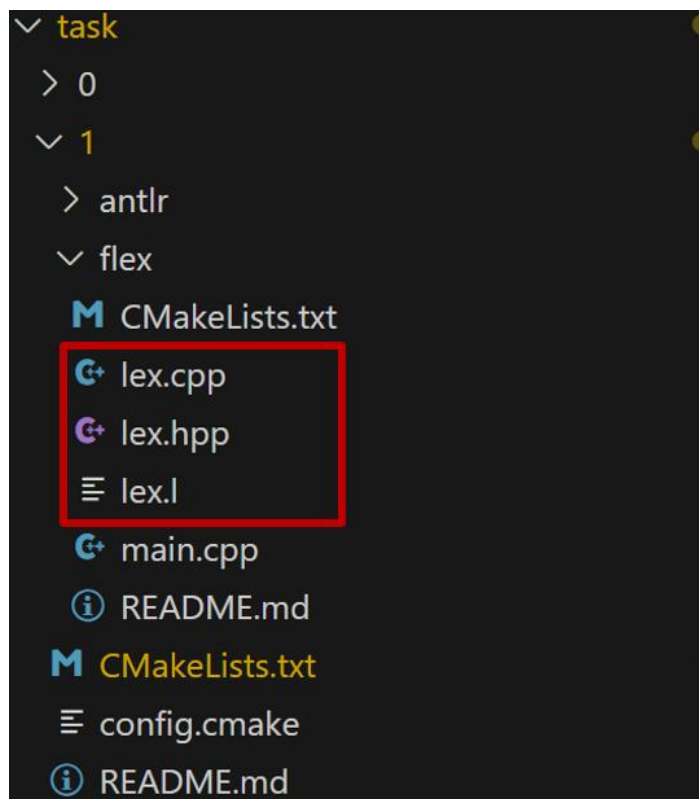 task
0
1
antlr
flex
CMakeLists.txt
lex.cpp
lex.hpp
lex.l
main.cpp
README.md
CMakeLists.txt
config.cmake
README.md